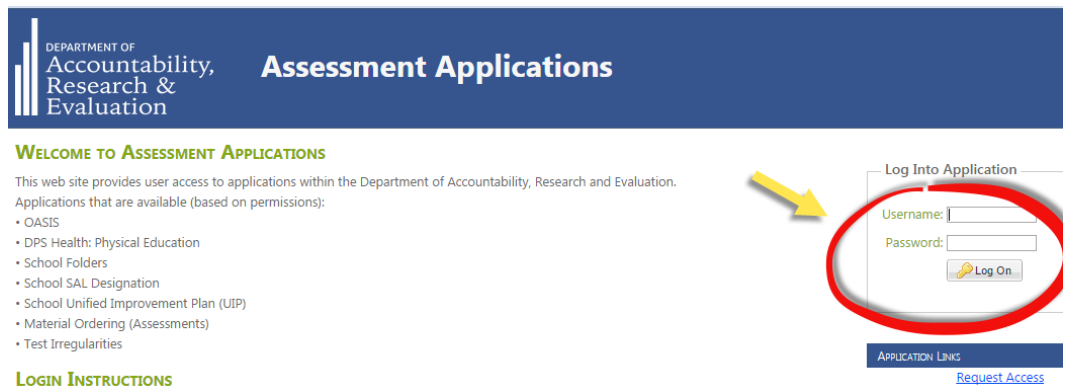 DEPARTMENT OF
Accountability,
Research &
Evaluation
Assessment Applications
WELCOME TO ASSESSMENT APPLICATIONS
This web site provides user access to applications within the Department of Accountability, Research and Evaluation.
Applications that are available (based on permissions):
• OASIS
• DPS Health: Physical Education
• School Folders
• School SAL Designation
• School Unified Improvement Plan (UIP)
• Material Ordering (Assessments)
• Test Irregularities
LOGIN INSTRUCTIONS
Log Into Application
Username:
Password:
Log On
APPLICATION LINKS
Request Access